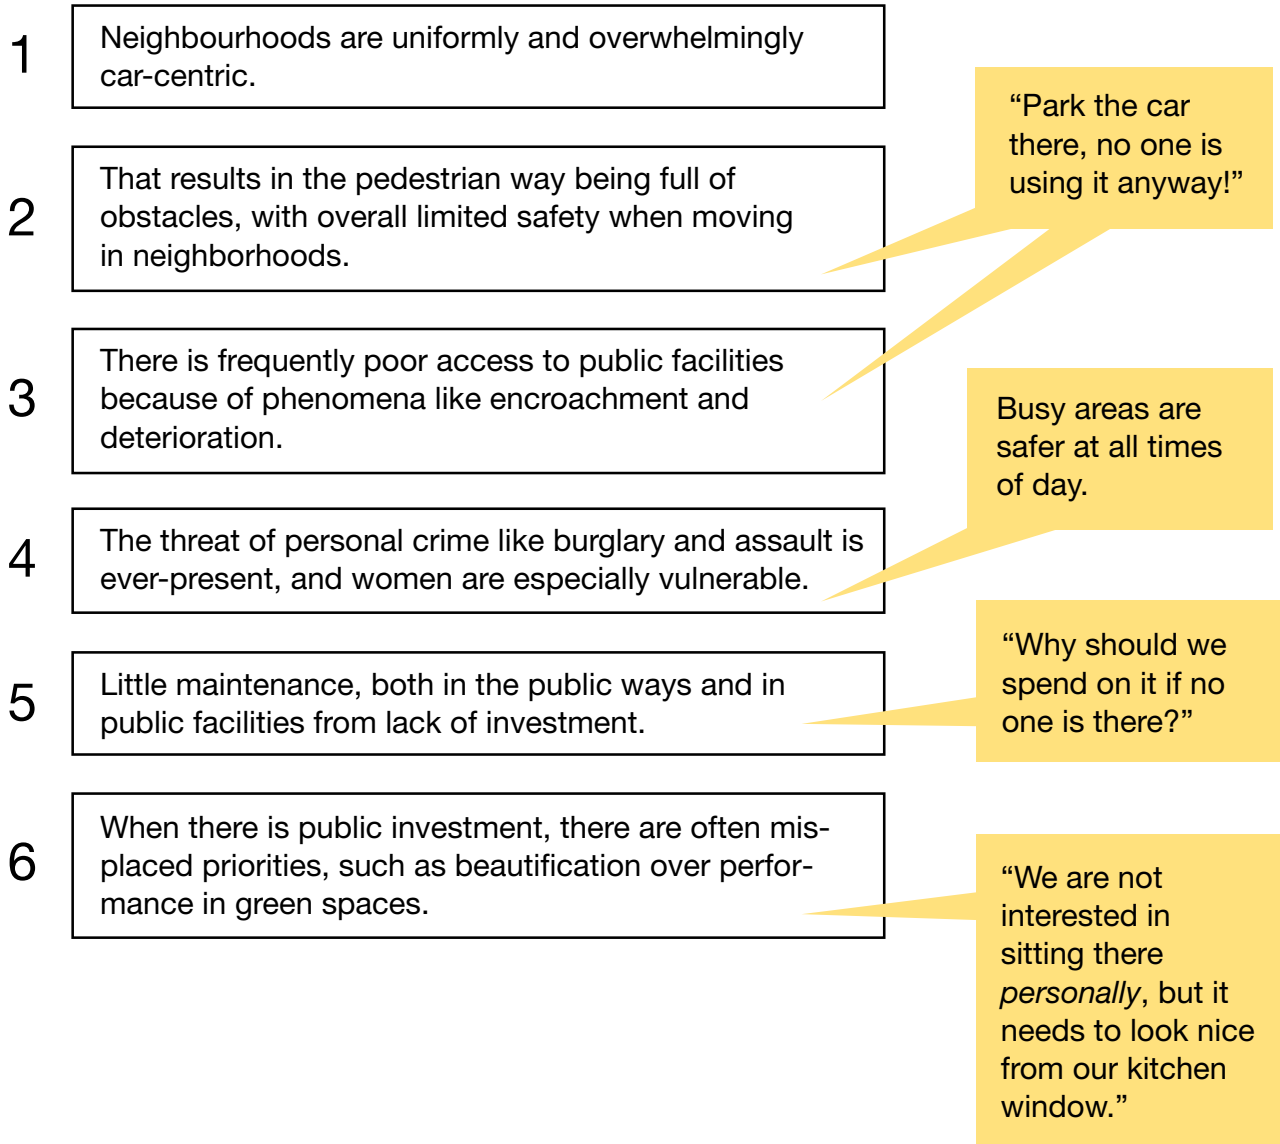 1
Neighbourhoods are uniformly and overwhelmingly
car-centric.
“Park the car
there, no one is
using it anyway!”
2
That results in the pedestrian way being full of
obstacles, with overall limited safety when moving
in neighborhoods.
3
There is frequently poor access to public facilities
because of phenomena like encroachment and
deterioration.
Busy areas are
safer at all times
of day.
4
The threat of personal crime like burglary and assault is
ever-present, and women are especially vulnerable.
5
Little maintenance, both in the public ways and in
public facilities from lack of investment.
“Why should we
spend on it if no
one is there?”
6
When there is public investment, there are often mis-
placed priorities, such as beautification over perfor-
mance in green spaces.
“We are not
interested in
sitting there
personally, but it
needs to look nice
from our kitchen
window.”